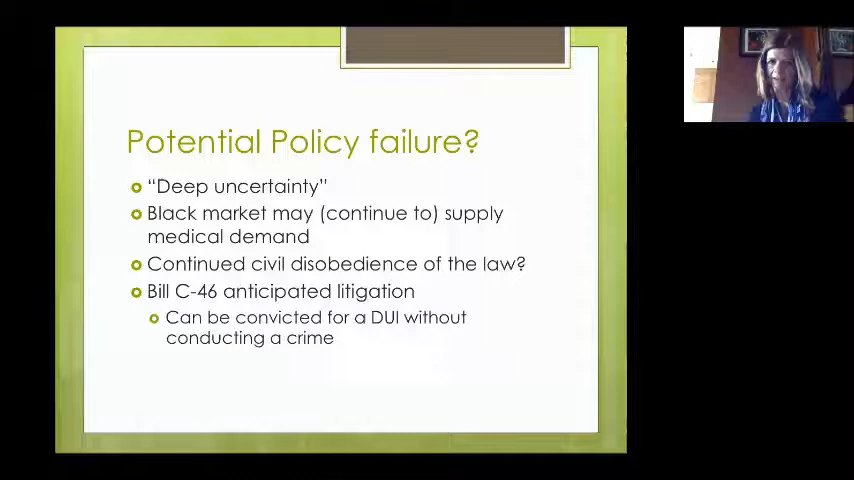 Potential Policy failure?
“Deep uncertainty”
Black market may (continue to) supply
medical demand
Continued civil disobedience of the law?
Bill C-46 anticipated litigation
Can be convicted for a DUI without
conducting a crime